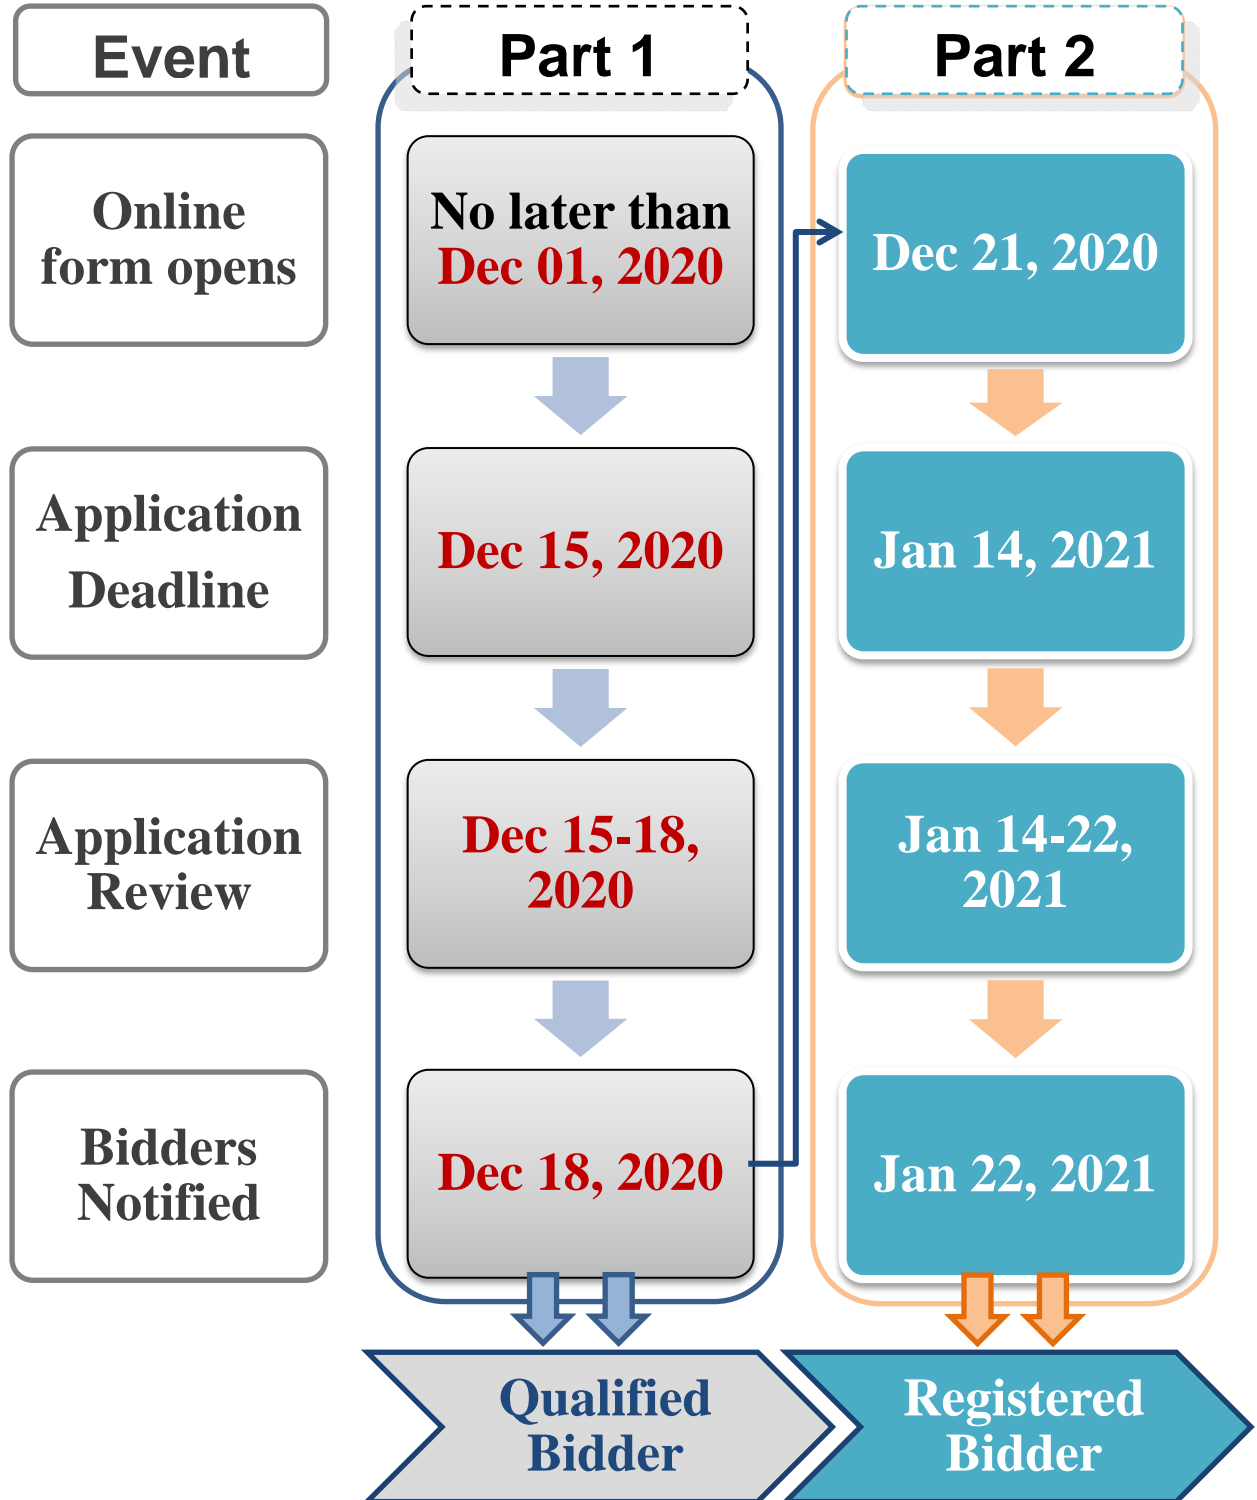 Event
Part 1
Part 2
Online
form opens
No later than
Dec 01, 2020
Dec 21, 2020
Application
Deadline
Dec 15, 2020
Jan 14, 2021
Application
Review
Dec 15-18,
2020
Jan 14-22,
2021
Bidders
Notified
Dec 18, 2020
Jan 22, 2021
Qualified
Bidder
Registered
Bidder